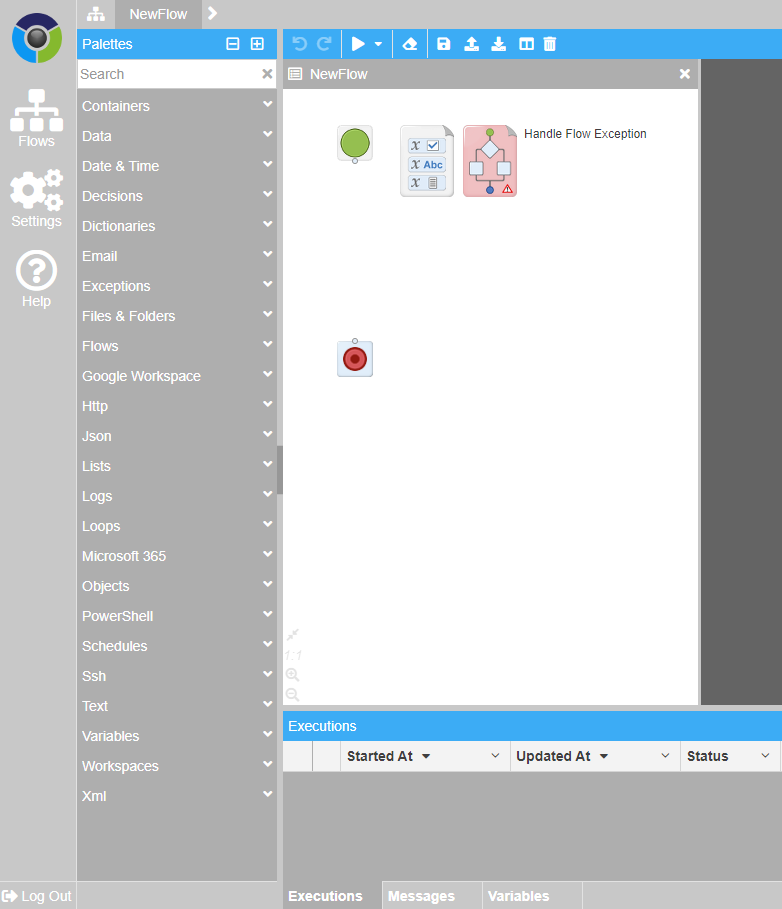 NewFlow
Palettes
Search
NewFlow
Flows
Settings
Help
Containers
Data
Date & Time
Decisions
Dictionaries
Email
Exceptions
Files & Folders
Flows
Google Workspace
Http
Json
Lists
Logs
Loops
Microsoft 365
Objects
PowerShell
Schedules
Ssh
Text
Variables
Workspaces
Xml
x
x Abc
x
Handle Flow Exception
1:1
Executions
Started At Updated At Status
Log Out
Executions Messages Variables